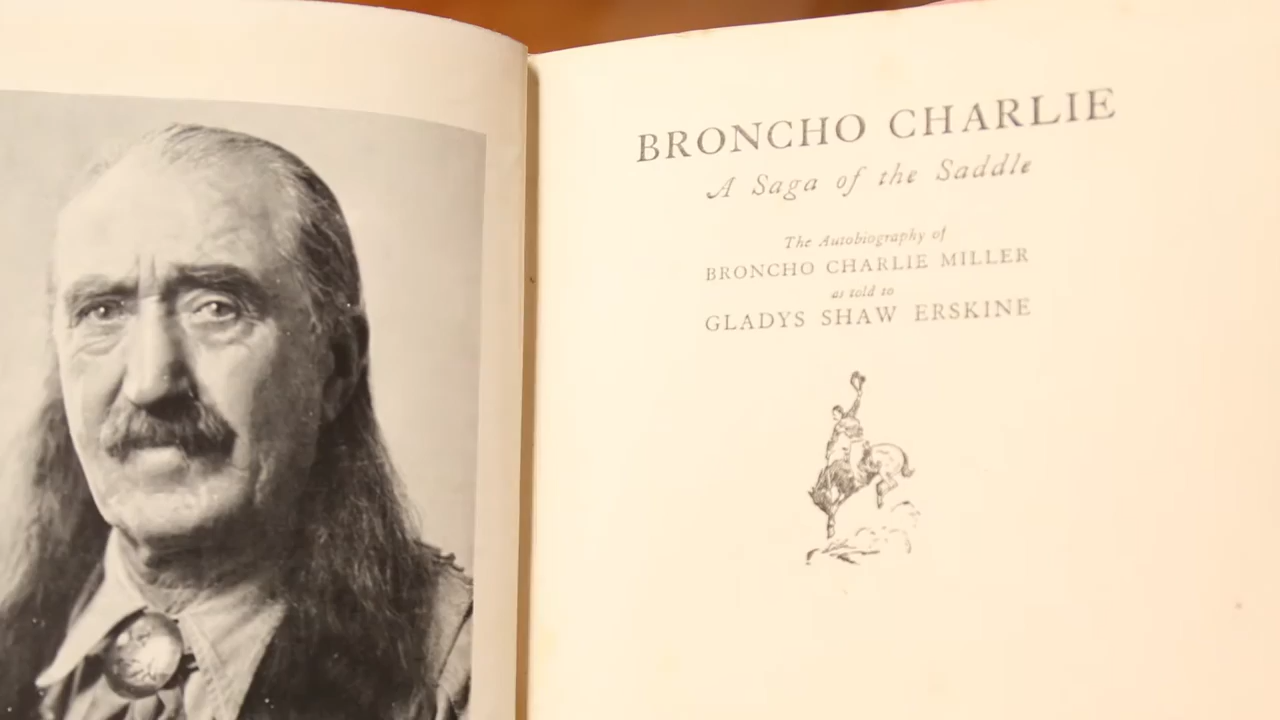 BRONCHO CHARLIE
A Saga of the Saddle
The Autobiography of
BRONCHO CHARLIE MILLER
as told to
GLADYS SHAW ERSKINE